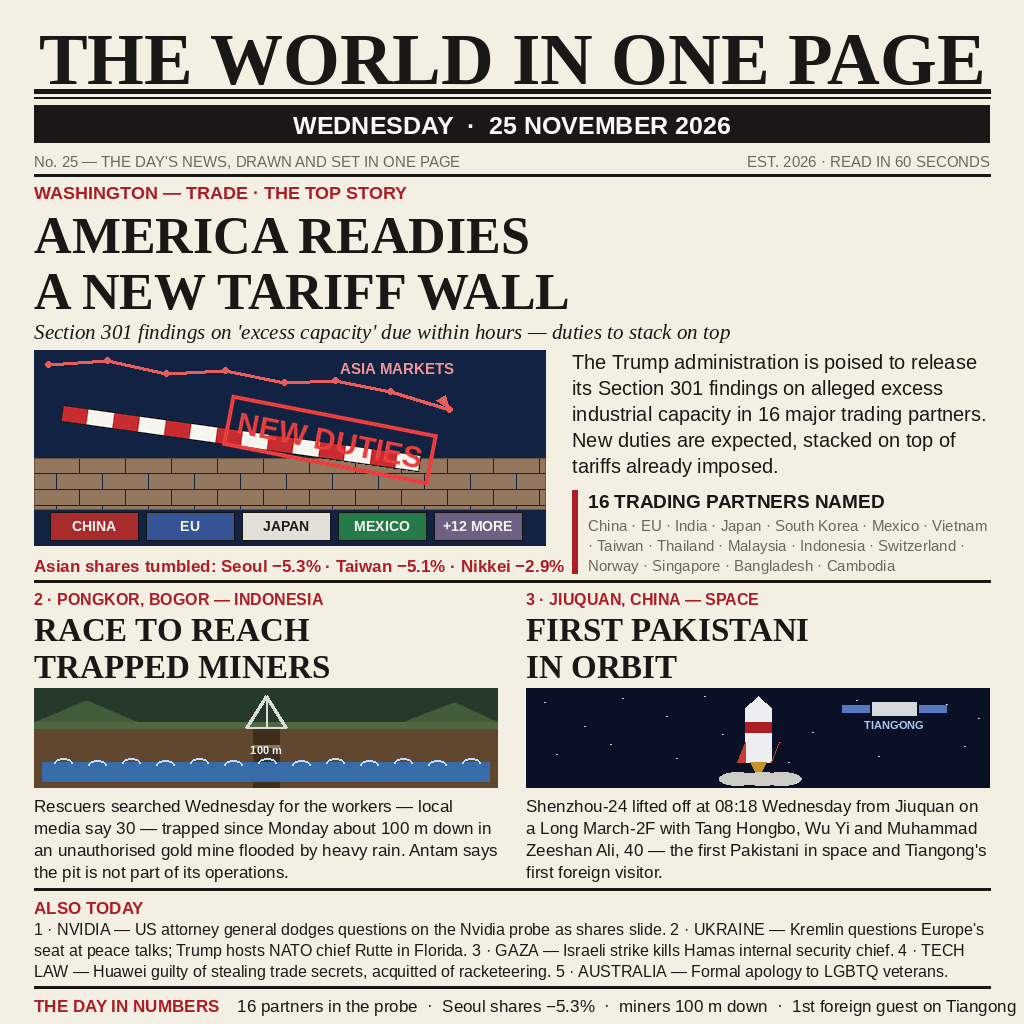 THE WORLD IN ONE PAGE
WEDNESDAY · 25 NOVEMBER 2026
No. 25 — THE DAY'S NEWS, DRAWN AND SET IN ONE PAGE
EST. 2026 · READ IN 60 SECONDS
WASHINGTON — TRADE · THE TOP STORY
AMERICA READIES
A NEW TARIFF WALL
Section 301 findings on 'excess capacity' due within hours — duties to stack on top
ASIA MARKETS
NEW DUTIES
CHINA
EU
JAPAN
MEXICO
+12 MORE
Asian shares tumbled: Seoul −5.3% · Taiwan −5.1% · Nikkei −2.9%
The Trump administration is poised to release
its Section 301 findings on alleged excess
industrial capacity in 16 major trading partners.
New duties are expected, stacked on top of
tariffs already imposed.
16 TRADING PARTNERS NAMED
China · EU · India · Japan · South Korea · Mexico · Vietnam
· Taiwan · Thailand · Malaysia · Indonesia · Switzerland ·
Norway · Singapore · Bangladesh · Cambodia
2 · PONGKOR, BOGOR — INDONESIA
RACE TO REACH
TRAPPED MINERS
100 m
Rescuers searched Wednesday for the workers — local
media say 30 — trapped since Monday about 100 m down in
an unauthorised gold mine flooded by heavy rain. Antam says
the pit is not part of its operations.
3 · JIUQUAN, CHINA — SPACE
FIRST PAKISTANI
IN ORBIT
TIANGONG
Shenzhou-24 lifted off at 08:18 Wednesday from Jiuquan on
a Long March-2F with Tang Hongbo, Wu Yi and Muhammad
Zeeshan Ali, 40 — the first Pakistani in space and Tiangong's
first foreign visitor.
ALSO TODAY
1 · NVIDIA — US attorney general dodges questions on the Nvidia probe as shares slide. 2 · UKRAINE — Kremlin questions Europe's
seat at peace talks; Trump hosts NATO chief Rutte in Florida. 3 · GAZA — Israeli strike kills Hamas internal security chief. 4 · TECH
LAW — Huawei guilty of stealing trade secrets, acquitted of racketeering. 5 · AUSTRALIA — Formal apology to LGBTQ veterans.
THE DAY IN NUMBERS 16 partners in the probe · Seoul shares −5.3% · miners 100 m down · 1st foreign guest on Tiangong